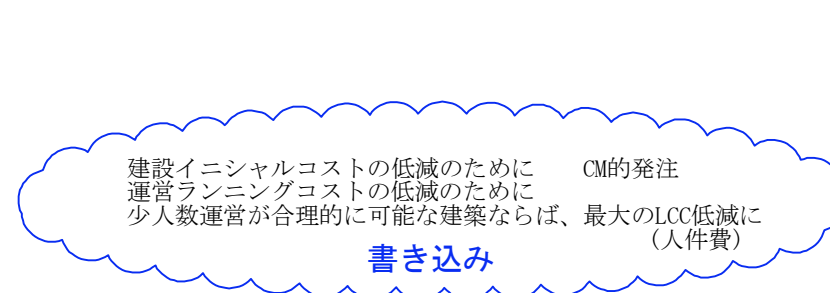 建設イニシャルコストの低減のために　　CM的発注
運営ランニングコストの低減のために
少人数運営が合理的に可能な建築ならば、最大のLCC低減に
(人件費)
書き込み